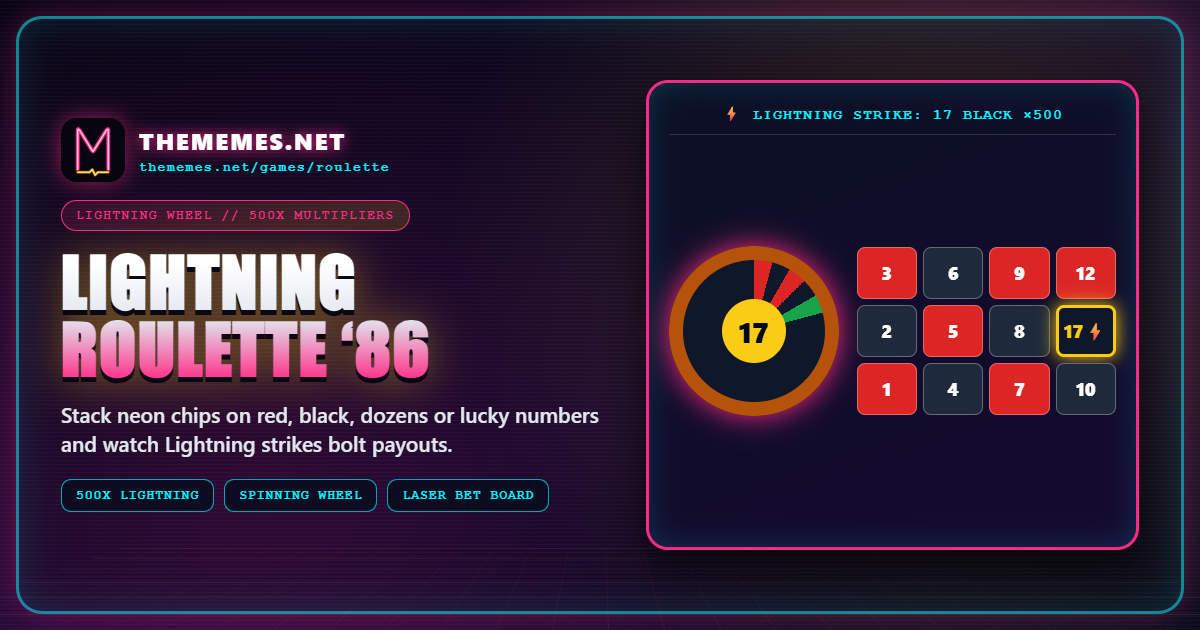 THEMEMES.NET
thememes.net/games/roulette
LIGHTNING WHEEL // 500X MULTIPLIERS
LIGHTNING
ROULETTE ‘86
Stack neon chips on red, black, dozens or lucky numbers
and watch Lightning strikes bolt payouts.
500X LIGHTNING SPINNING WHEEL LASER BET BOARD
⚡ LIGHTNING STRIKE: 17 BLACK ×500
17
3 6 9 12
2 5 8 17⚡
1 4 7 10